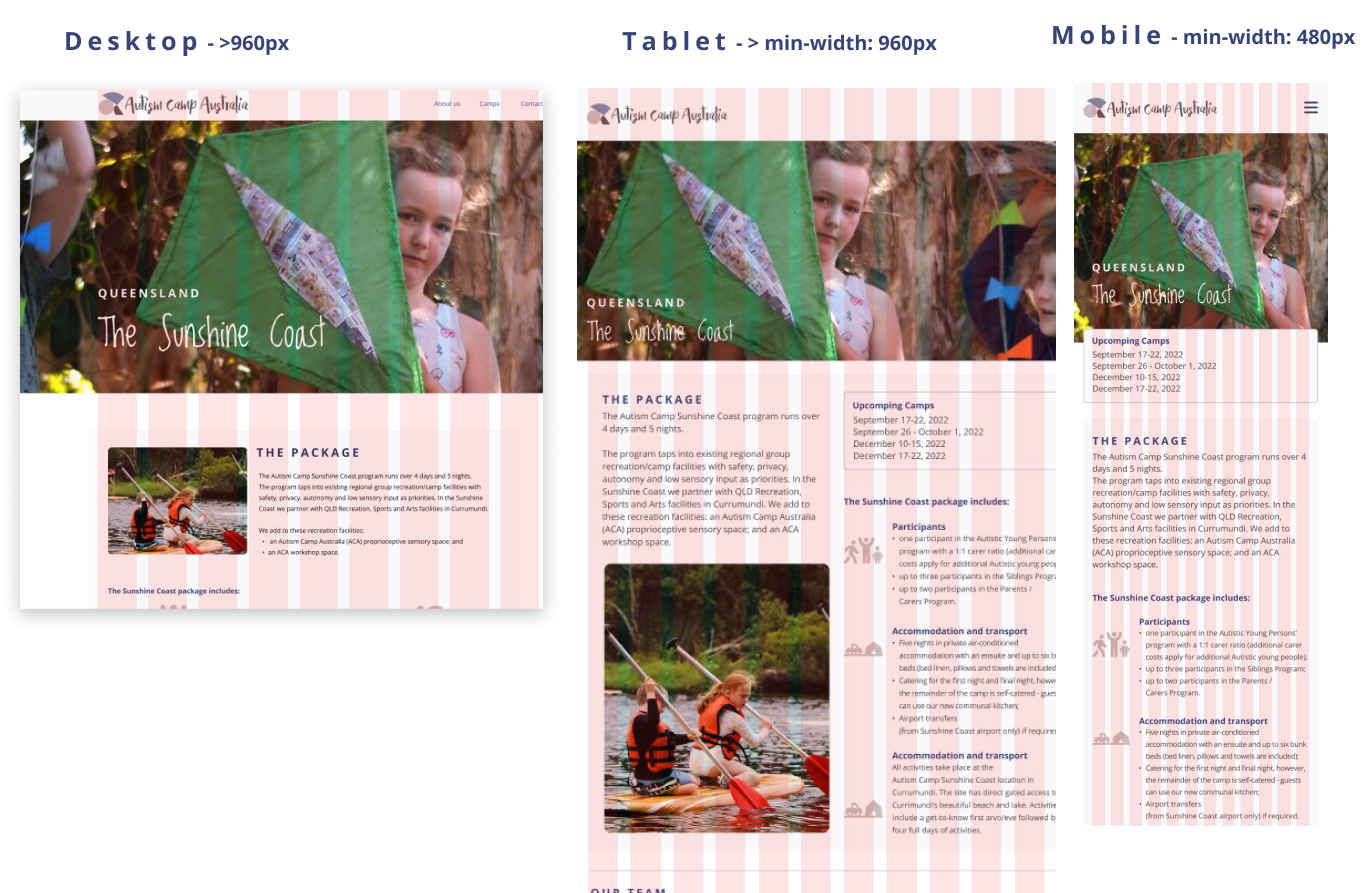 Desktop - >960px
Autism Camp Australia
About us Camps Contact
QUEENSLAND
The Sunshine Coast
THE PACKAGE
The Autism Camp Sunshine Coast program runs over 4 days and 5 nights.
The program taps into existing regional group recreation/camp facilities with
safety, privacy, autonomy and low sensory input as priorities. In the Sunshine
Coast we partner with QLD Recreation, Sports and Arts facilities in Currumundi.
We add to these recreation facilities:
• an Autism Camp Australia (ACA) proprioceptive sensory space; and
• an ACA workshop space.
The Sunshine Coast package includes:
Tablet - > min-width: 960px
Autism Camp Australia
QUEENSLAND
The Sunshine Coast
THE PACKAGE
The Autism Camp Sunshine Coast program runs over
4 days and 5 nights.
The program taps into existing regional group
recreation/camp facilities with safety, privacy,
autonomy and low sensory input as priorities. In the
Sunshine Coast we partner with QLD Recreation,
Sports and Arts facilities in Currumundi. We add to
these recreation facilities: an Autism Camp Australia
(ACA) proprioceptive sensory space; and an ACA
workshop space.
Upcomping Camps
September 17-22, 2022
September 26 - October 1, 2022
December 10-15, 2022
December 17-22, 2022
The Sunshine Coast package includes:
Participants
• one participant in the Autistic Young Persons
program with a 1:1 carer ratio (additional car
costs apply for additional Autistic young peop
• up to three participants in the Siblings Progra
• up to two participants in the Parents /
Carers Program.
Accommodation and transport
• Five nights in private air-conditioned
accommodation with an ensuite and up to six b
beds (bed linen, pillows and towels are included
• Catering for the first night and final night, howe
the remainder of the camp is self-catered - gues
can use our new communal kitchen;
• Airport transfers
(from Sunshine Coast airport only) if require
Accommodation and transport
All activities take place at the
Autism Camp Sunshine Coast location in
Currumundi. The site has direct gated access t
Currimundi's beautiful beach and lake. Activitie
include a get-to-know first arvo/eve followed b
four full days of activities.
OUR TEAM
Mobile - min-width: 480px
Autism Camp Australia
QUEENSLAND
The Sunshine Coast
Upcomping Camps
September 17-22, 2022
September 26 - October 1, 2022
December 10-15, 2022
December 17-22, 2022
THE PACKAGE
The Autism Camp Sunshine Coast program runs over 4
days and 5 nights.
The program taps into existing regional group
recreation/camp facilities with safety, privacy,
autonomy and low sensory input as priorities. In the
Sunshine Coast we partner with QLD Recreation,
Sports and Arts facilities in Currumundi. We add to
these recreation facilities: an Autism Camp Australia
(ACA) proprioceptive sensory space; and an ACA
workshop space.
The Sunshine Coast package includes:
Participants
• one participant in the Autistic Young Persons'
program with a 1:1 carer ratio (additional carer
costs apply for additional Autistic young people);
• up to three participants in the Siblings Program;
• up to two participants in the Parents /
Carers Program.
Accommodation and transport
• Five nights in private air-conditioned
accommodation with an ensuite and up to six bunk
beds (bed linen, pillows and towels are included);
• Catering for the first night and final night, however,
the remainder of the camp is self-catered - guests
can use our new communal kitchen;
• Airport transfers
(from Sunshine Coast airport only) if required.